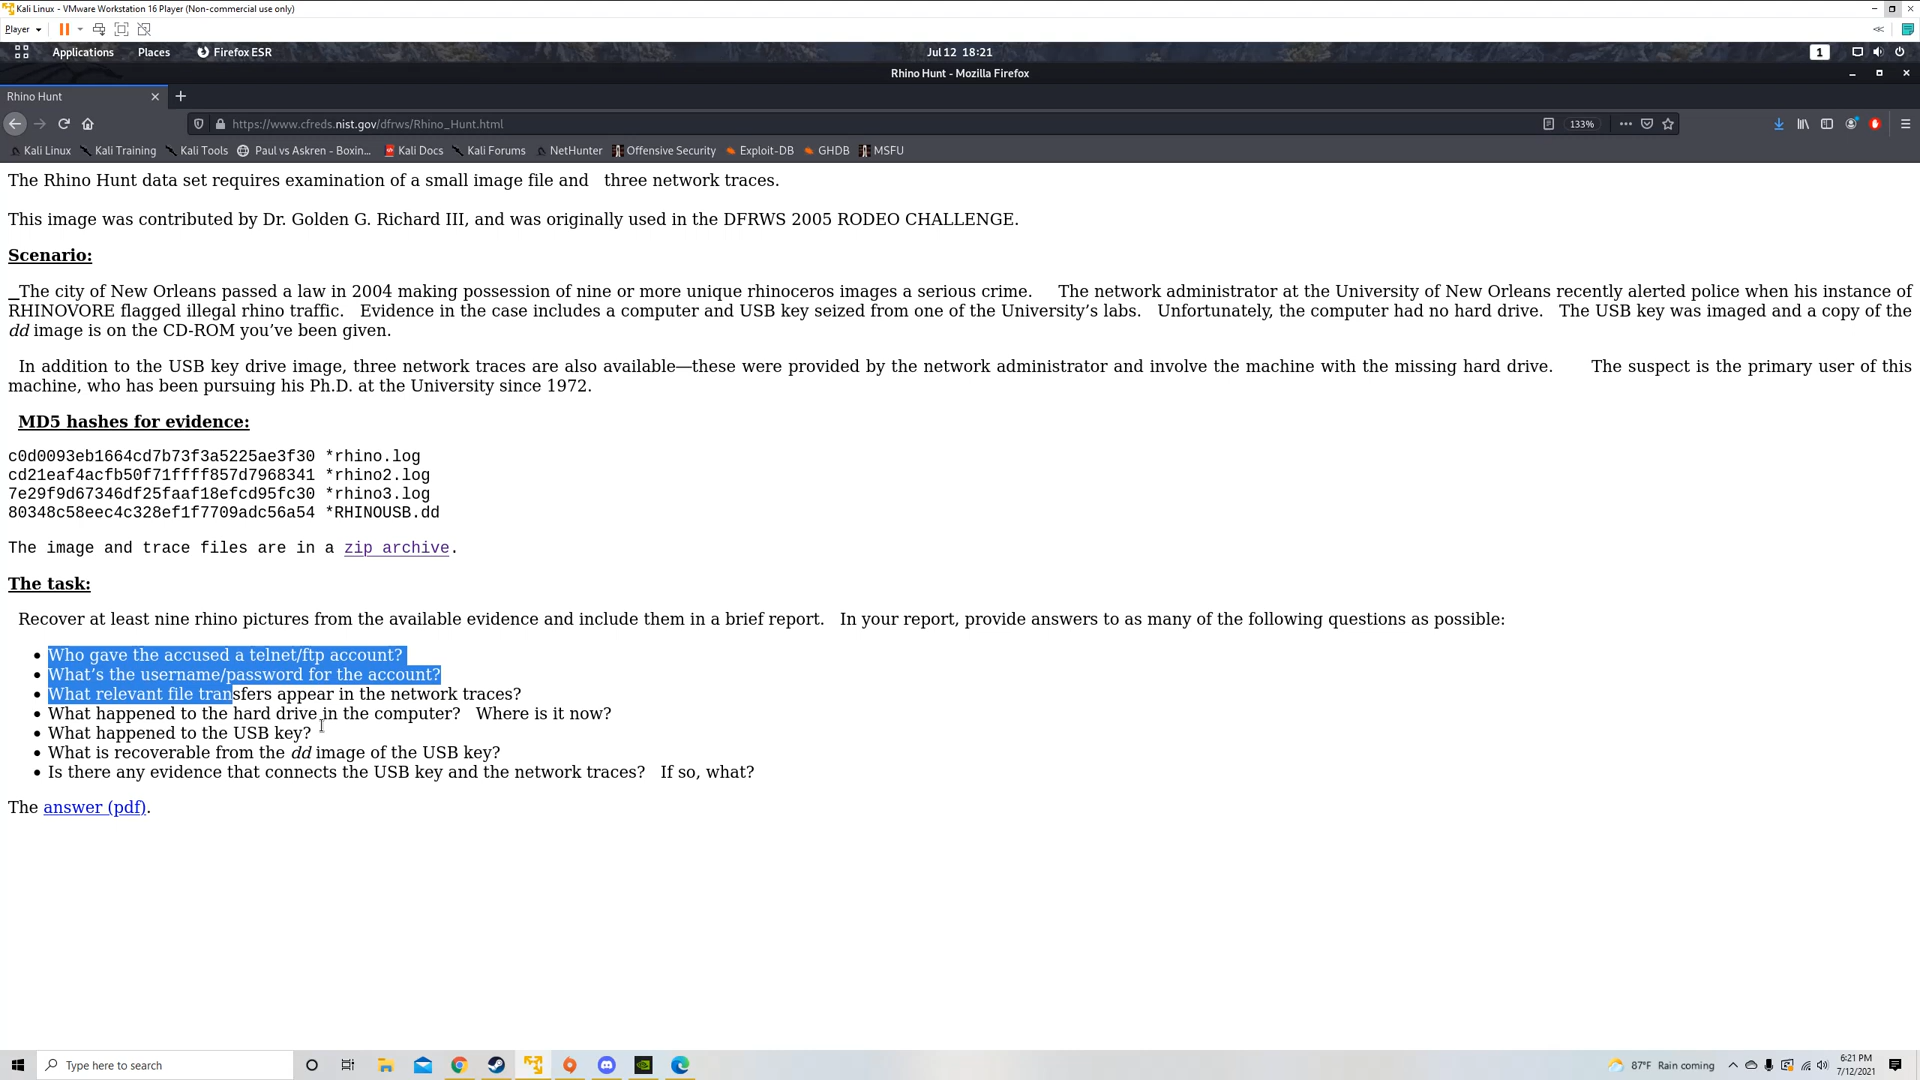 Kali Linux - VMware Workstation 16 Player (Non-commercial use only)
Player
Applications Places Firefox ESR Jul 12 18:21 1
Rhino Hunt - Mozilla Firefox
Rhino Hunt
https://www.cfreds.nist.gov/dfrws/Rhino_Hunt.html 133%
Kali Linux Kali Training Kali Tools Paul vs Askren - Boxin... Kali Docs Kali Forums NetHunter Offensive Security Exploit-DB GHDB MSFU
The Rhino Hunt data set requires examination of a small image file and three network traces.
This image was contributed by Dr. Golden G. Richard III, and was originally used in the DFRWS 2005 RODEO CHALLENGE.
Scenario:
The city of New Orleans passed a law in 2004 making possession of nine or more unique rhinoceros images a serious crime. The network administrator at the University of New Orleans recently alerted police when his instance of
RHINOVORE flagged illegal rhino traffic. Evidence in the case includes a computer and USB key seized from one of the University's labs. Unfortunately, the computer had no hard drive. The USB key was imaged and a copy of the
dd image is on the CD-ROM you've been given.
In addition to the USB key drive image, three network traces are also available—these were provided by the network administrator and involve the machine with the missing hard drive. The suspect is the primary user of this
machine, who has been pursuing his Ph.D. at the University since 1972.
MD5 hashes for evidence:
c0d0093eb1664cd7b73f3a5225ae3f30 *rhino.log
cd21eaf4acfb50f71ffff857d7968341 *rhino2.log
7e29f9d67346df25faaf18efcd95fc30 *rhino3.log
80348c58eec4c328ef1f7709adc56a54 *RHINOUSB.dd
The image and trace files are in a zip archive.
The task:
Recover at least nine rhino pictures from the available evidence and include them in a brief report. In your report, provide answers to as many of the following questions as possible:
• Who gave the accused a telnet/ftp account?
• What's the username/password for the account?
• What relevant file transfers appear in the network traces?
• What happened to the hard drive in the computer? Where is it now?
• What happened to the USB key?
• What is recoverable from the dd image of the USB key?
• Is there any evidence that connects the USB key and the network traces? If so, what?
The answer (pdf).
Type here to search 87°F Rain coming 6:21 PM
7/12/2021